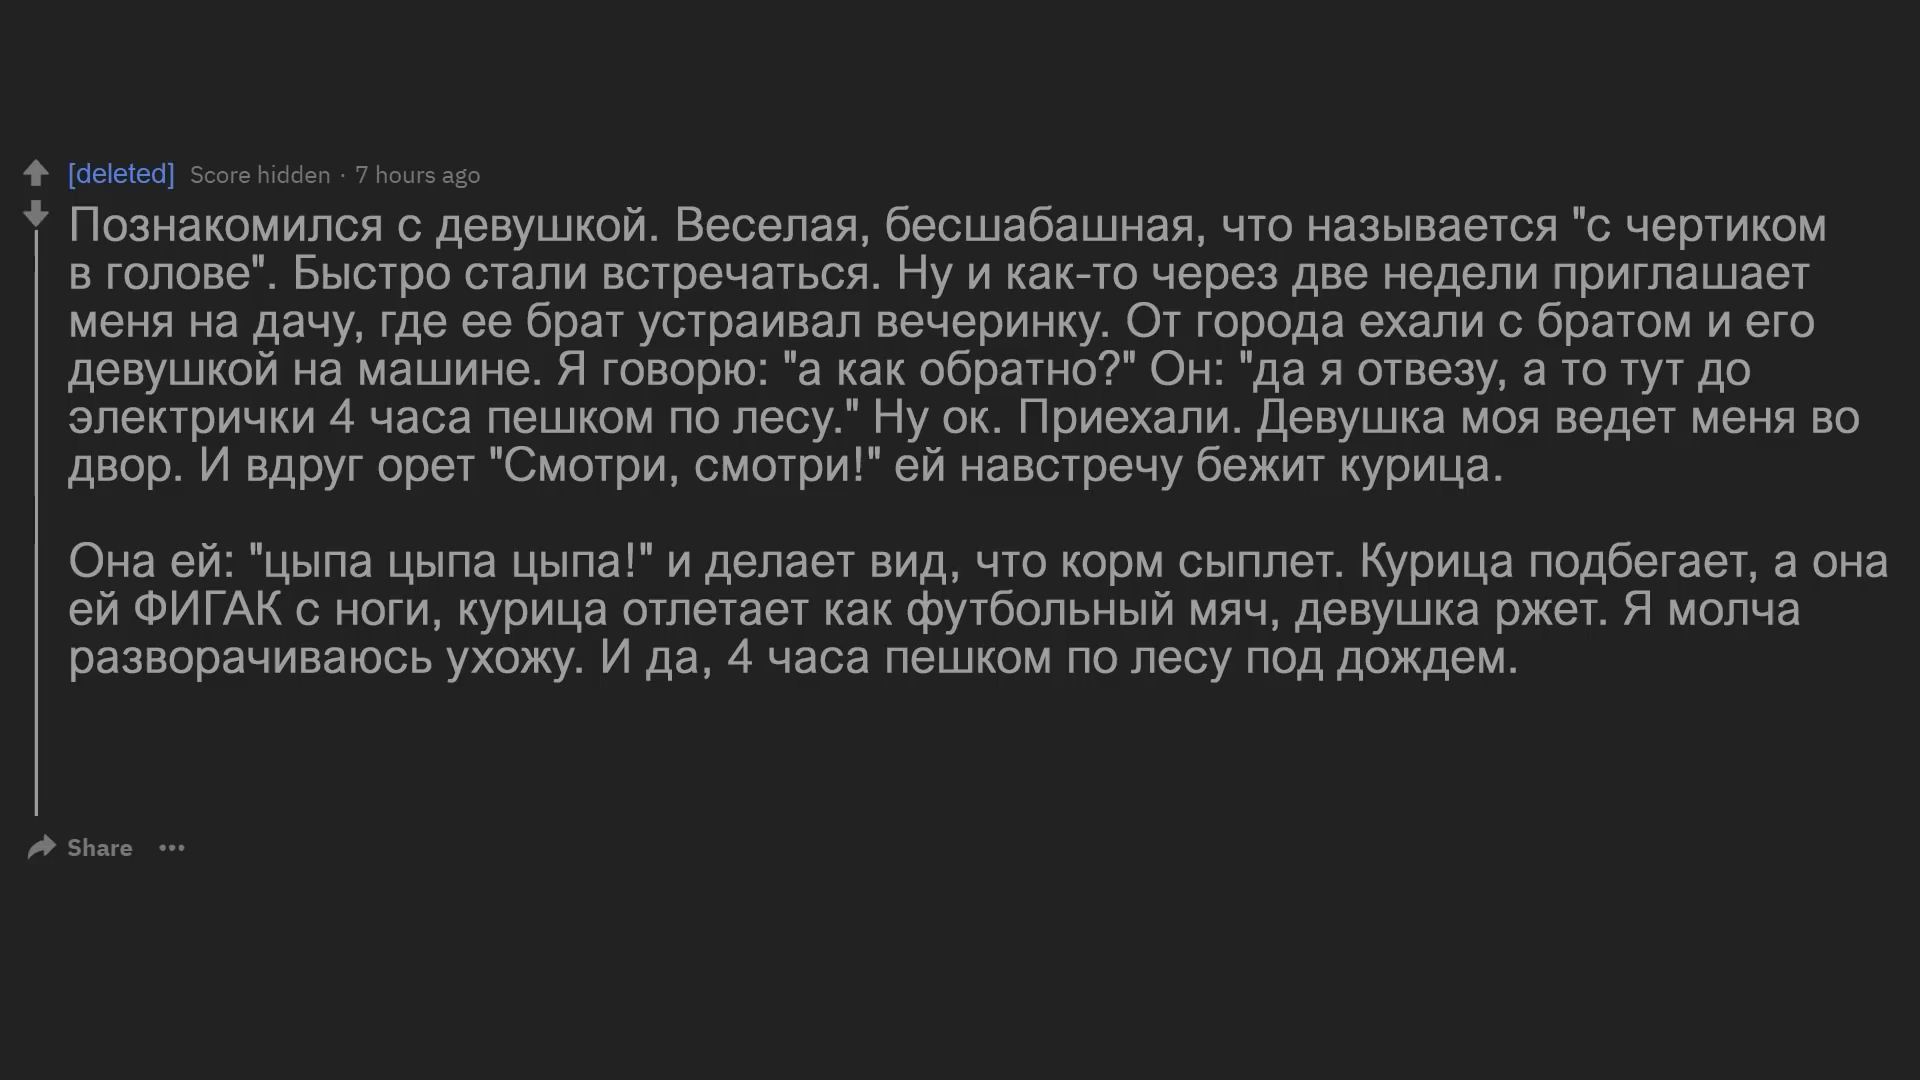 [deleted] Score hidden · 7 hours ago
Познакомился с девушкой. Веселая, бесшабашная, что называется "с чертиком
в голове". Быстро стали встречаться. Ну и как-то через две недели приглашает
меня на дачу, где ее брат устраивал вечеринку. От города ехали с братом и его
девушкой на машине. Я говорю: "а как обратно?" Он: "да я отвезу, а то тут до
электрички 4 часа пешком по лесу." Ну ок. Приехали. Девушка моя ведет меня во
двор. И вдруг орет "Смотри, смотри!" ей навстречу бежит курица.
Она ей: "цыпа цыпа цыпа!" и делает вид, что корм сыплет. Курица подбегает, а она
ей ФИГАК с ноги, курица отлетает как футбольный мяч, девушка ржет. Я молча
разворачиваюсь ухожу. И да, 4 часа пешком по лесу под дождем.
Share ···